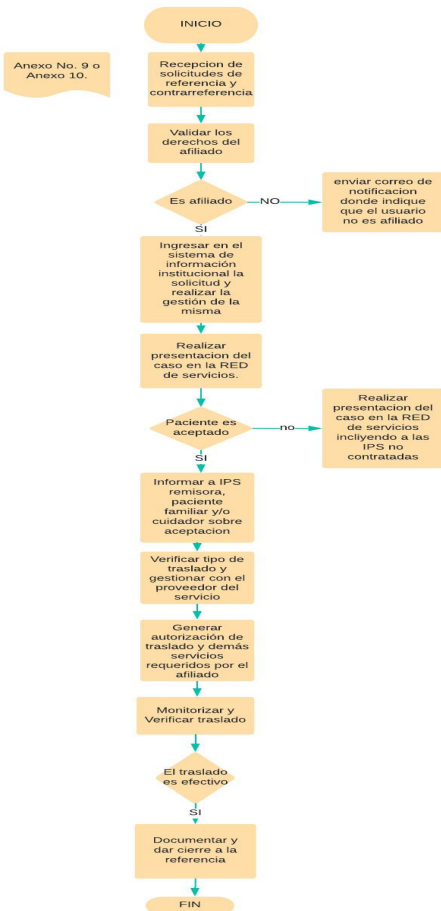 INICIO
Anexo No. 9 o
Anexo 10.
Recepcion de
solicitudes de
referencia y
contrarreferencia
Validar los
derechos del
afiliado
Es afiliado
NO
enviar correo de
notificacion
donde indique
que el usuario
no es afiliado
SI
Ingresar en el
sistema de
información
institucional la
solicitud y
realizar la
gestión de la
misma
Realizar
presentacion del
caso en la RED
de servicios.
Paciente es
aceptado
no
Realizar
presentacion del
caso en la RED
de servicios
incliyendo a las
IPS no
contratadas
SI
Informar a IPS
remisora,
paciente
familiar y/o
cuidador sobre
aceptacion
Verificar tipo de
traslado y
gestionar con el
proveedor del
servicio
Generar
autorización de
traslado y demás
servicios
requeridos por el
afiliado
Monitorizar y
Verificar traslado
El traslado
es efectivo
SI
Documentar y
dar cierre a la
referencia
FIN